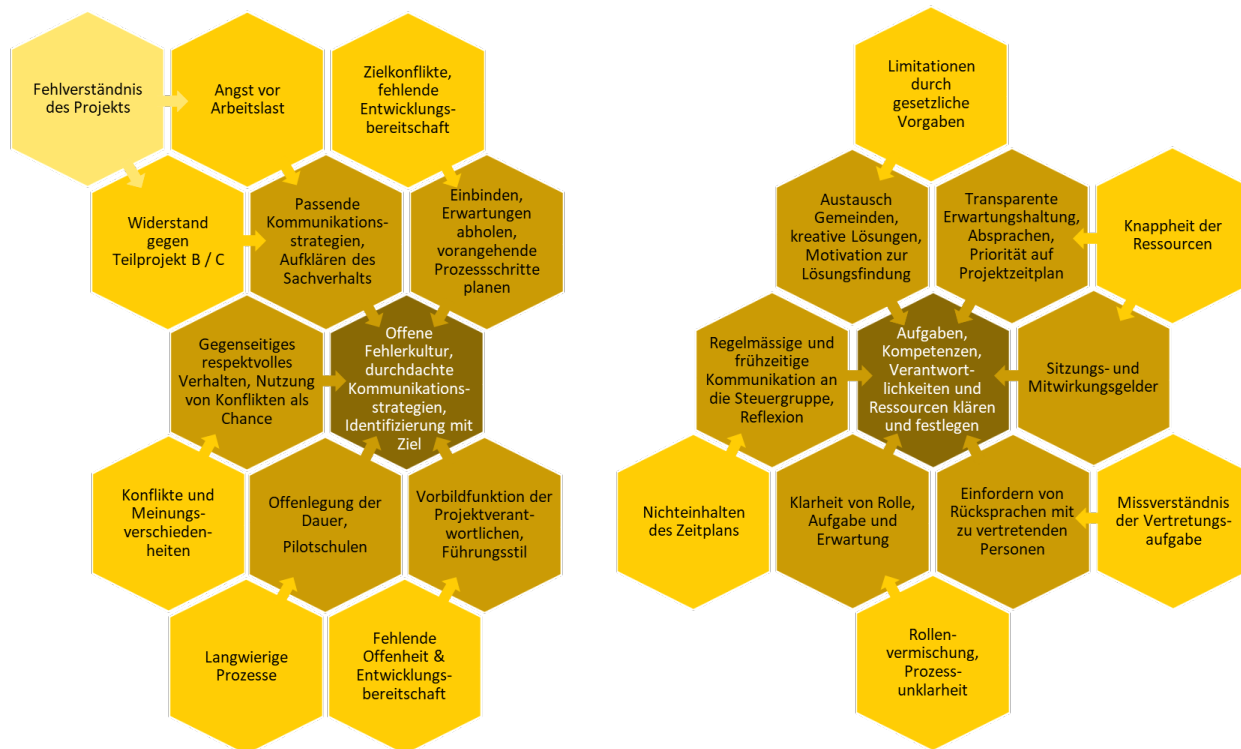 Fehlverständnis
des Projekts
Angst vor
Arbeitslast
Zielkonflikte,
fehlende
Entwicklungs-
bereitschaft
Widerstand
gegen
Teilprojekt B / C
Passende
Kommunikations-
strategien,
Aufklären des
Sachverhalts
Einbinden,
Erwartungen
abholen,
vorangehende
Prozessschritte
planen
Gegenseitiges
respektvolles
Verhalten, Nutzung
von Konflikten als
Chance
Offene
Fehlerkultur,
durchdachte
Kommunikations-
strategien,
Identifizierung mit
Ziel
Konflikte und
Meinungs-
verschieden-
heiten
Offenlegung der
Dauer,
Pilotschulen
Vorbildfunktion der
Projektverant-
wortlichen,
Führungsstil
Langwierige
Prozesse
Fehlende
Offenheit &
Entwicklungs-
bereitschaft
Limitationen
durch
gesetzliche
Vorgaben
Austausch
Gemeinden,
kreative Lösungen,
Motivation zur
Lösungsfindung
Transparente
Erwartungshaltung,
Absprachen,
Priorität auf
Projektzeitplan
Knappheit der
Ressourcen
Regelmässige und
frühzeitige
Kommunikation an
die Steuergruppe,
Reflexion
Aufgaben,
Kompetenzen,
Verantwort-
lichkeiten und
Ressourcen klären
und festlegen
Sitzungs- und
Mitwirkungsgelder
Nichteinhalten
des Zeitplans
Klarheit von Rolle,
Aufgabe und
Erwartung
Einfordern von
Rücksprachen mit
zu vertretenden
Personen
Missverständnis
der Vertretungs-
aufgabe
Rollen-
vermischung,
Prozess-
unklarheit